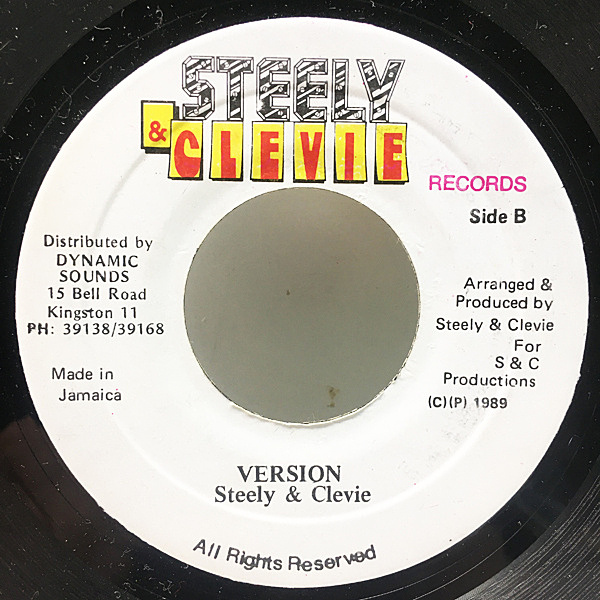 STEELY
& CLEVIE
RECORDS
Side B
Distributed by
DYNAMIC
SOUNDS
15 Bell Road
Kingston 11
PH: 39138/39168
Made in
Jamaica
Arranged &
Produced by
Steely & Clevie
For
S & C
Productions
(C)(P) 1989
VERSION
Steely & Clevie
All Rights Reserved